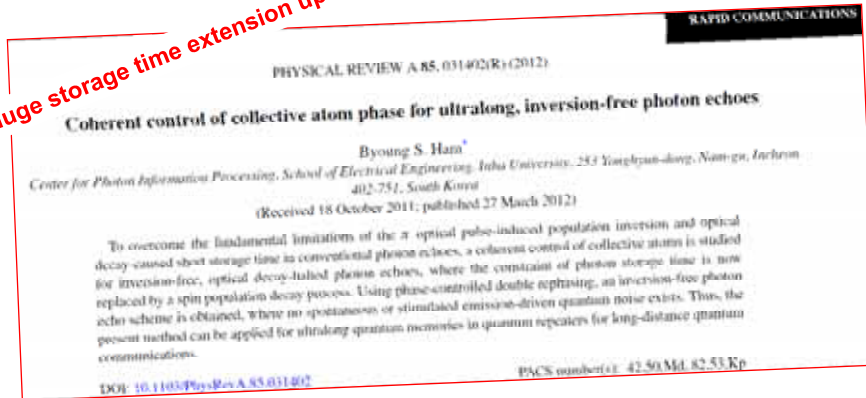 huge storage time extension up
RAPID COMMUNICATIONS
PHYSICAL REVIEW A 85, 031402(R) (2012)
Coherent control of collective atom phase for ultralong, inversion-free photon echoes
Byoung S. Ham*
Center for Photon Information Processing, School of Electrical Engineering, Inha University, 253 Yonghyun-dong, Nam-gu, Incheon
402-751, South Korea
(Received 18 October 2011; published 27 March 2012)
To overcome the fundamental limitations of the π optical pulse-induced population inversion and optical
decay-caused short storage time in conventional photon echoes, a coherent control of collective atoms is studied
for inversion-free, optical decay-halted photon echoes, where the constraint of photon storage time is now
replaced by a spin population decay process. Using phase-controlled double rephasing, an inversion-free photon
echo scheme is obtained, where no spontaneous or stimulated emission-driven quantum noise exists. Thus, the
present method can be applied for ultralong quantum memories in quantum repeaters for long-distance quantum
communications.
DOI: 10.1103/PhysRevA.85.031402
PACS number(s): 42.50.Md, 82.53.Kp